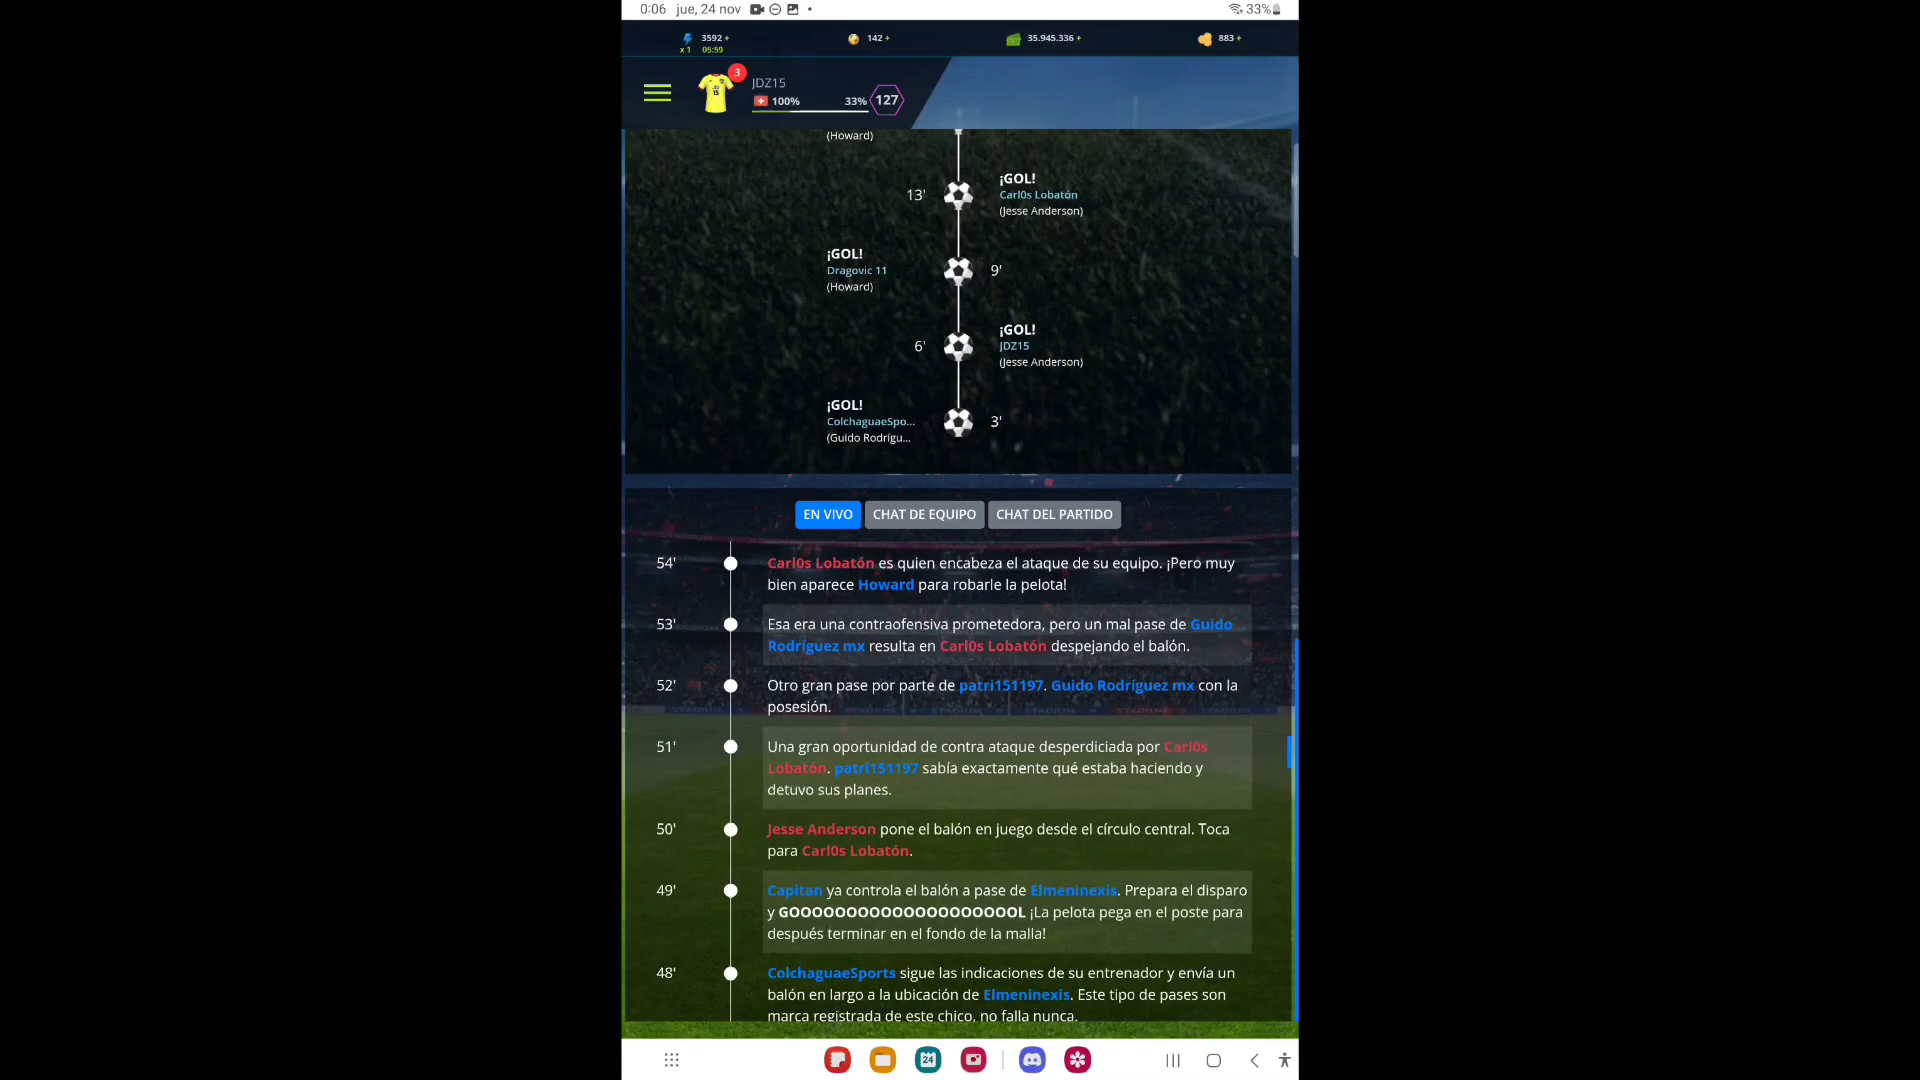 0:06 jue, 24 nov 33%
3592 + 142 + 35.945.336 + 883 +
x 1 05:59
3
JDZ15
15
100% 33% 127
(Howard)
13' ¡GOL!
Carl0s Lobatón
(Jesse Anderson)
¡GOL!
Dragovic 11
(Howard)
9'
6' ¡GOL!
JDZ15
(Jesse Anderson)
¡GOL!
ColchaguaeSpo...
(Guido Rodrígu...
3'
EN VIVO CHAT DE EQUIPO CHAT DEL PARTIDO
54' Carl0s Lobatón es quien encabeza el ataque de su equipo. ¡Pero muy
bien aparece Howard para robarle la pelota!
53' Esa era una contraofensiva prometedora, pero un mal pase de Guido
Rodríguez mx resulta en Carl0s Lobatón despejando el balón.
52' Otro gran pase por parte de patri151197. Guido Rodríguez mx con la
posesión.
51' Una gran oportunidad de contra ataque desperdiciada por Carl0s
Lobatón. patri151197 sabía exactamente qué estaba haciendo y
detuvo sus planes.
50' Jesse Anderson pone el balón en juego desde el círculo central. Toca
para Carl0s Lobatón.
49' Capitan ya controla el balón a pase de Elmeninexis. Prepara el disparo
y GOOOOOOOOOOOOOOOOOOOOL ¡La pelota pega en el poste para
después terminar en el fondo de la malla!
48' ColchaguaeSports sigue las indicaciones de su entrenador y envía un
balón en largo a la ubicación de Elmeninexis. Este tipo de pases son
marca registrada de este chico, no falla nunca.
24